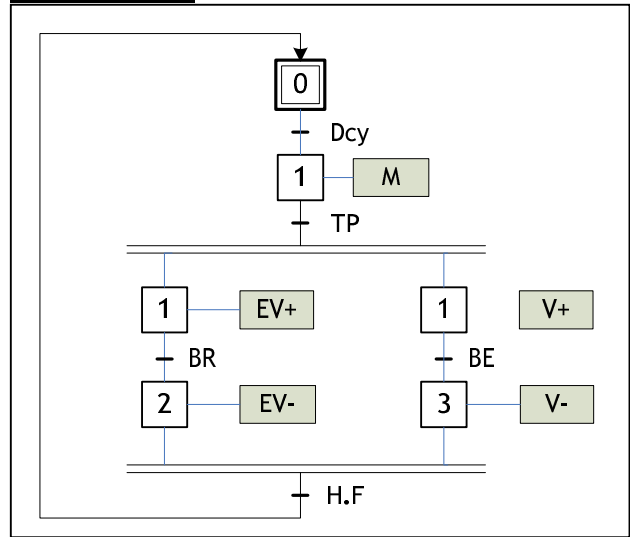 0
Dcy
1 M
TP
1 EV+ 1 V+
BR BE
2 EV- 3 V-
H.F